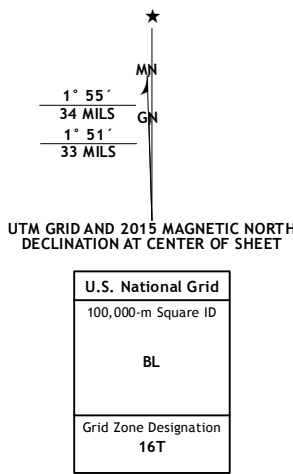 ★
MN
1° 55´
34 MILS
GN
1° 51´
33 MILS
UTM GRID AND 2015 MAGNETIC NORTH
DECLINATION AT CENTER OF SHEET
U.S. National Grid
100,000-m Square ID
BL
Grid Zone Designation
16T